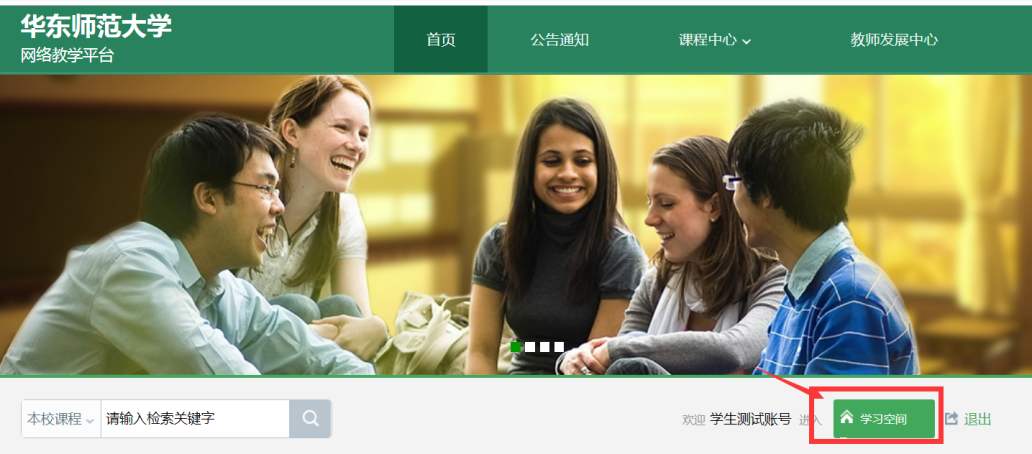 华东师范大学
网络教学平台
首页 公告通知 课程中心 教师发展中心
本校课程 请输入检索关键字 欢迎 学生测试账号 进入 学习空间 退出